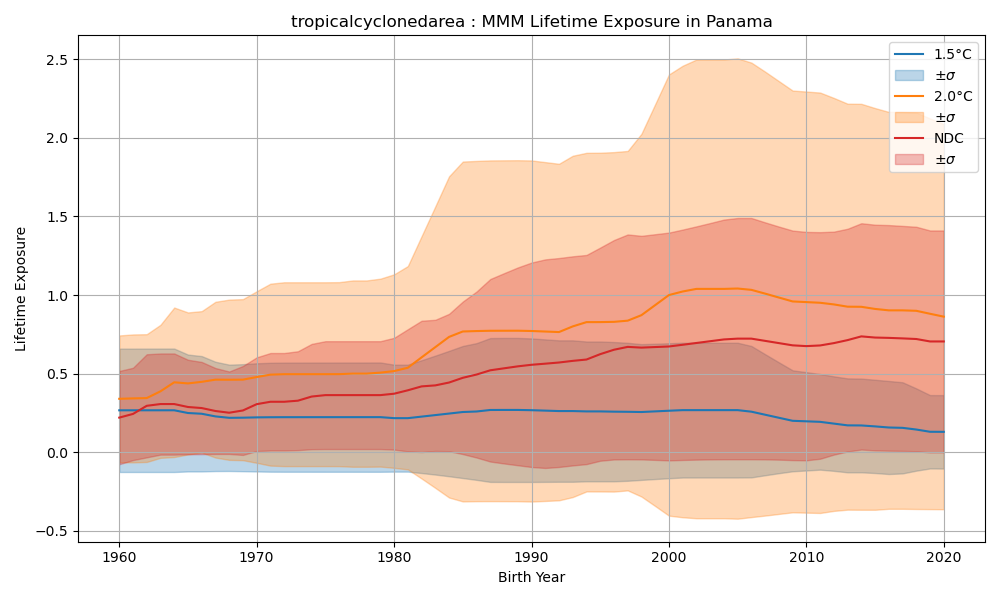 tropicalcyclonedarea : MMM Lifetime Exposure in Panama
1.5°C
±σ
2.0°C
±σ
NDC
±σ
Lifetime Exposure
2.5
2.0
1.5
1.0
0.5
0.0
−0.5
1960
1970
1980
1990
2000
2010
2020
Birth Year